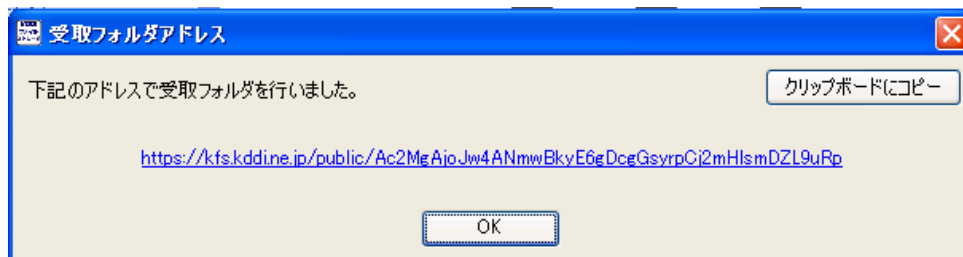 受取フォルダアドレス
下記のアドレスで受取フォルダを行いました。
クリップボードにコピー
https://kfs.kddi.ne.jp/public/Ac2MgAjoJw4ANmwBkyE6gDcgGsyrpCj2mHIsmDZL9uRp
OK